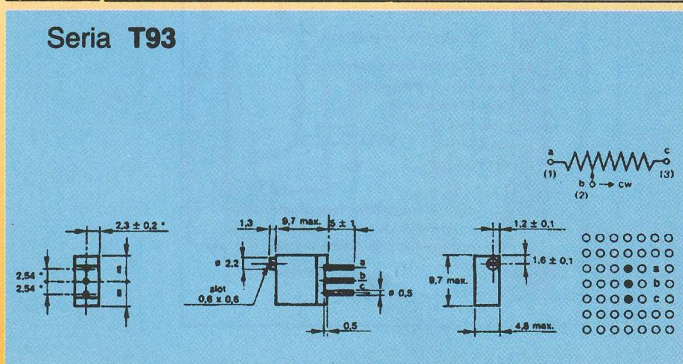 Seria T93
a
c
(1)
(3)
b
cw
(2)
2,3 ± 0,2 *
1,3
9,7 max.
5 ± 1
1,2 ± 0,1
2,54 *
2,54 *
ø 2,2
a
b
c
ø 0,5
slot
0,6 x 0,6
0,5
9,7 max.
1,6 ± 0,1
4,8 max.
a
b
c